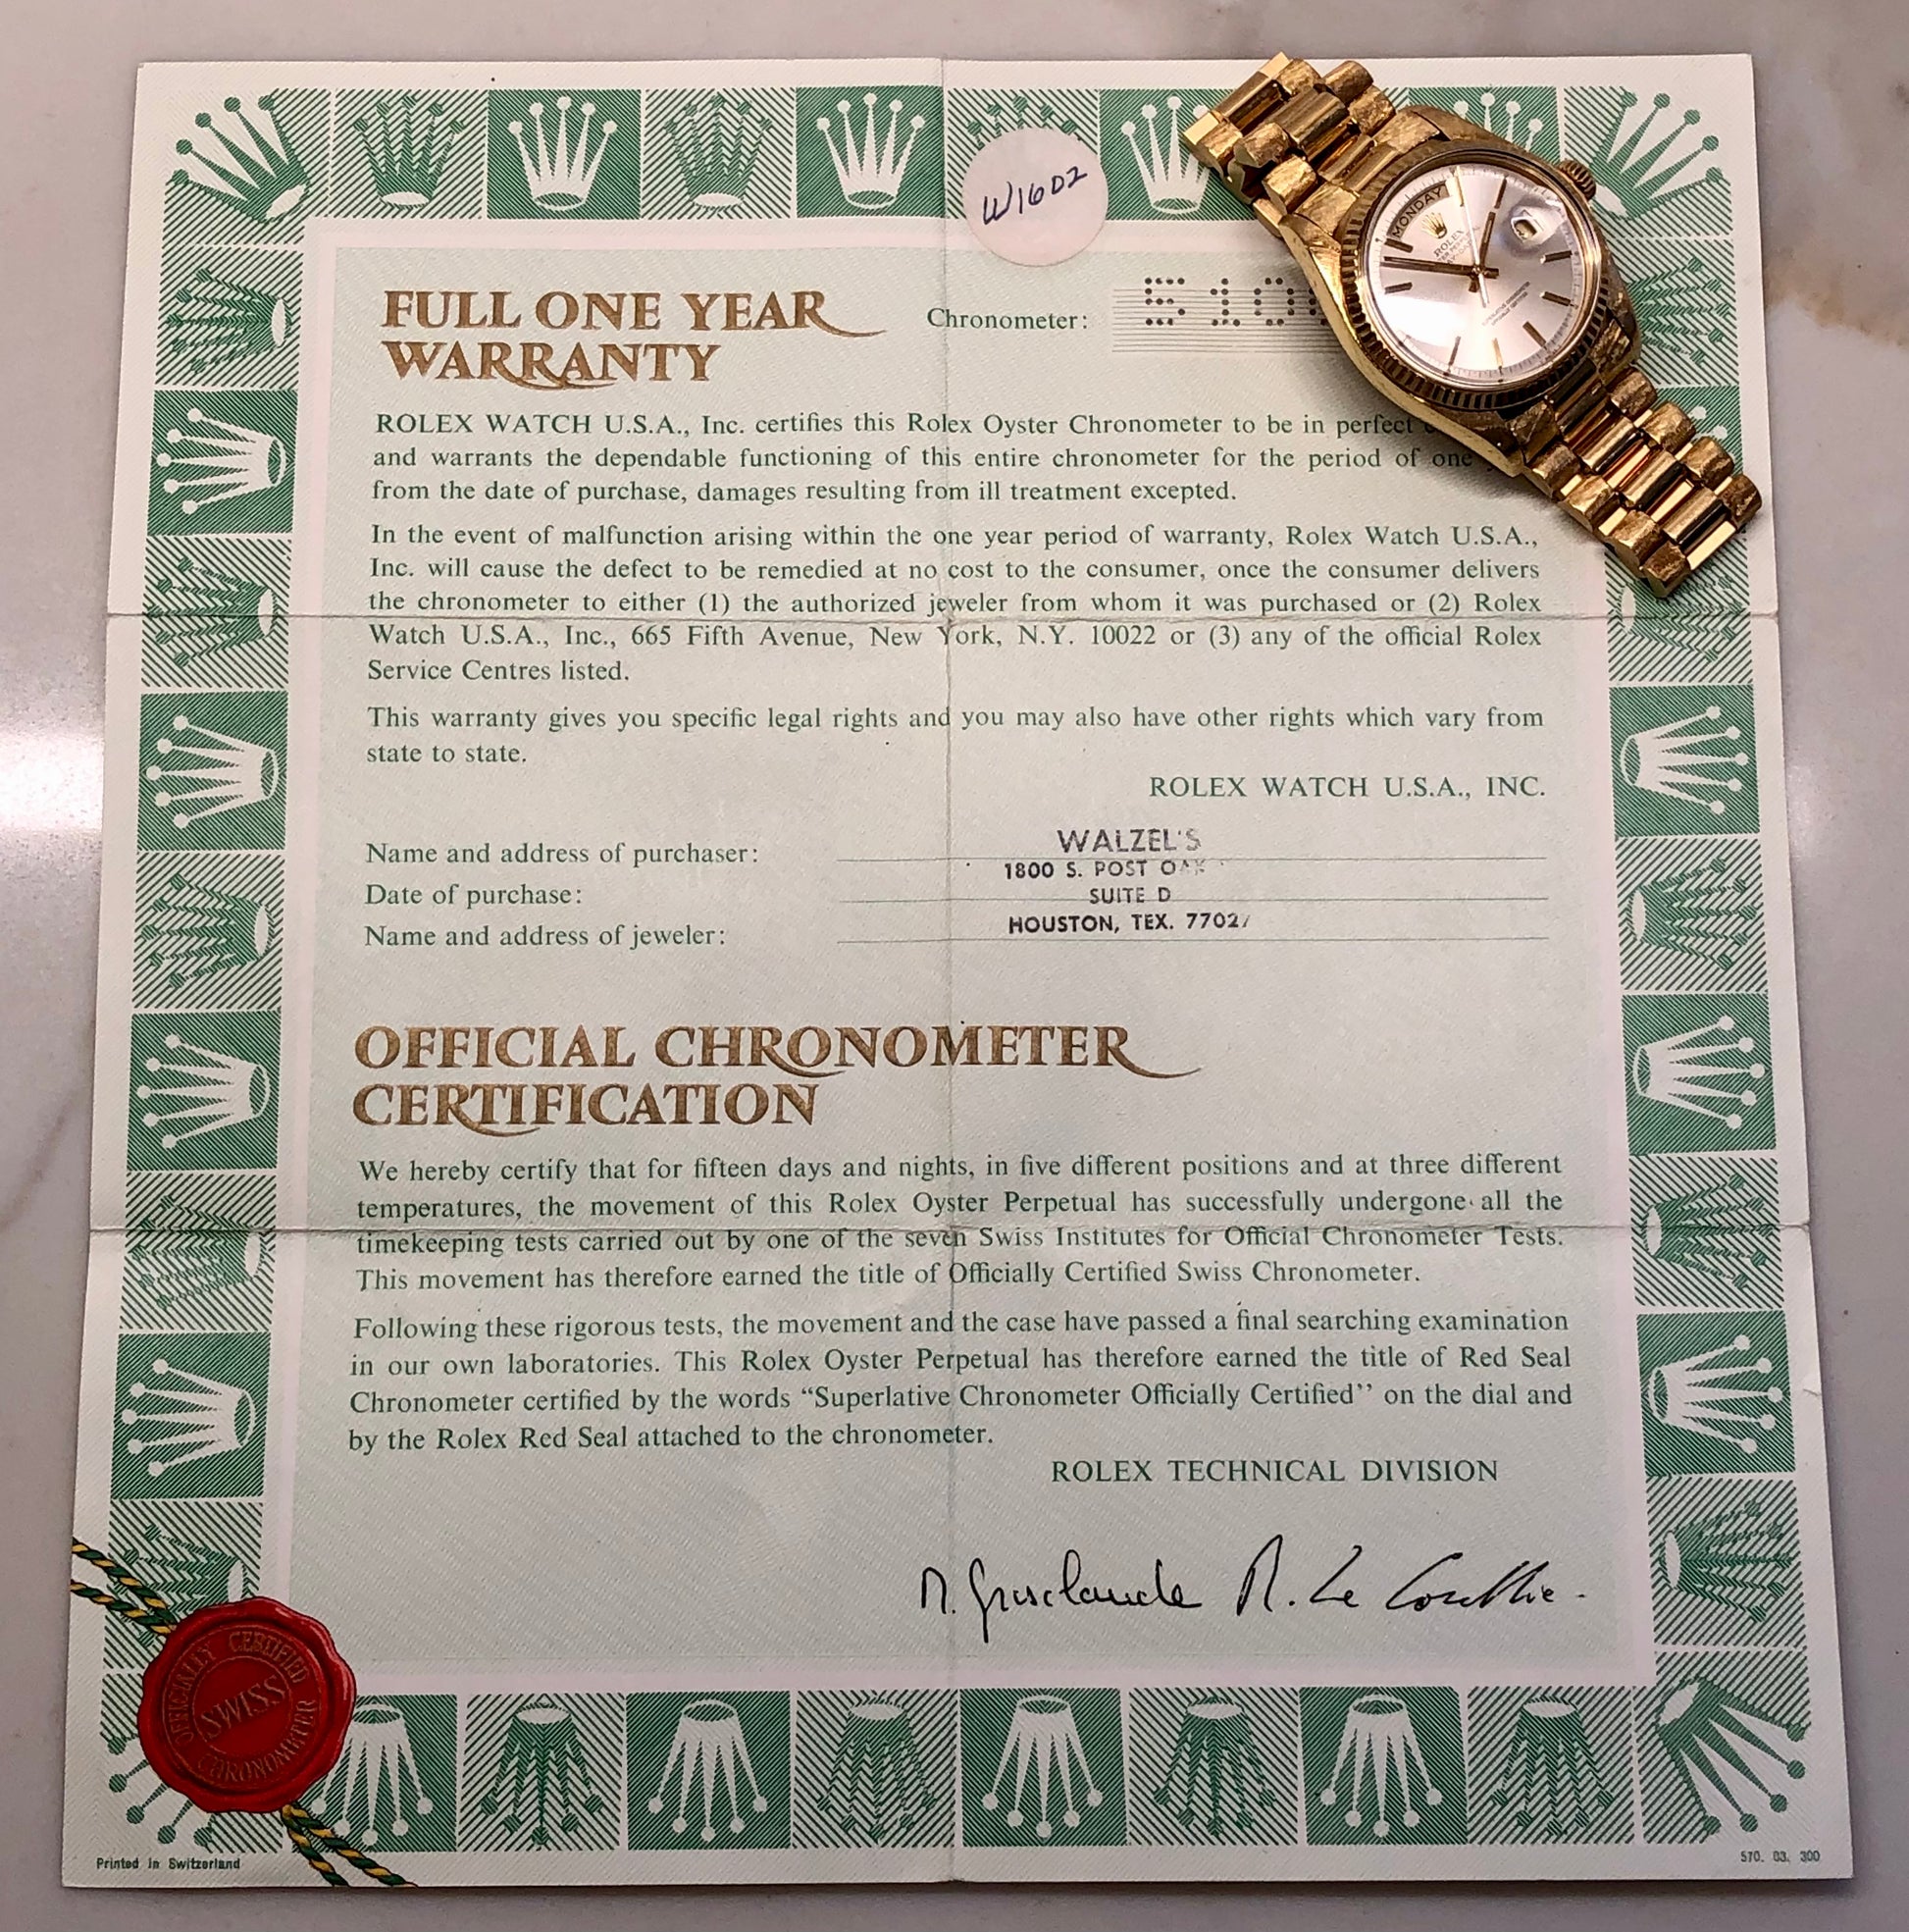 W16D2
FULL ONE YEAR
WARRANTY
Chronometer: 510
ROLEX WATCH U.S.A., Inc. certifies this Rolex Oyster Chronometer to be in perfect
and warrants the dependable functioning of this entire chronometer for the period of one
from the date of purchase, damages resulting from ill treatment excepted.
In the event of malfunction arising within the one year period of warranty, Rolex Watch U.S.A.,
Inc. will cause the defect to be remedied at no cost to the consumer, once the consumer delivers
the chronometer to either (1) the authorized jeweler from whom it was purchased or (2) Rolex
Watch U.S.A., Inc., 665 Fifth Avenue, New York, N.Y. 10022 or (3) any of the official Rolex
Service Centres listed.
This warranty gives you specific legal rights and you may also have other rights which vary from
state to state.
ROLEX WATCH U.S.A., INC.
Name and address of purchaser:
Date of purchase:
Name and address of jeweler:
WALZEL'S
1800 S. POST OAK
SUITE D
HOUSTON, TEX. 77027
OFFICIAL CHRONOMETER
CERTIFICATION
We hereby certify that for fifteen days and nights, in five different positions and at three different
temperatures, the movement of this Rolex Oyster Perpetual has successfully undergone all the
timekeeping tests carried out by one of the seven Swiss Institutes for Official Chronometer Tests.
This movement has therefore earned the title of Officially Certified Swiss Chronometer.
Following these rigorous tests, the movement and the case have passed a final searching examination
in our own laboratories. This Rolex Oyster Perpetual has therefore earned the title of Red Seal
Chronometer certified by the words “Superlative Chronometer Officially Certified” on the dial and
by the Rolex Red Seal attached to the chronometer.
ROLEX TECHNICAL DIVISION
OFFICIALLY CERTIFIED
SWISS
CHRONOMETER
Printed in Switzerland
570. 03. 300
MONDAY
ROLEX